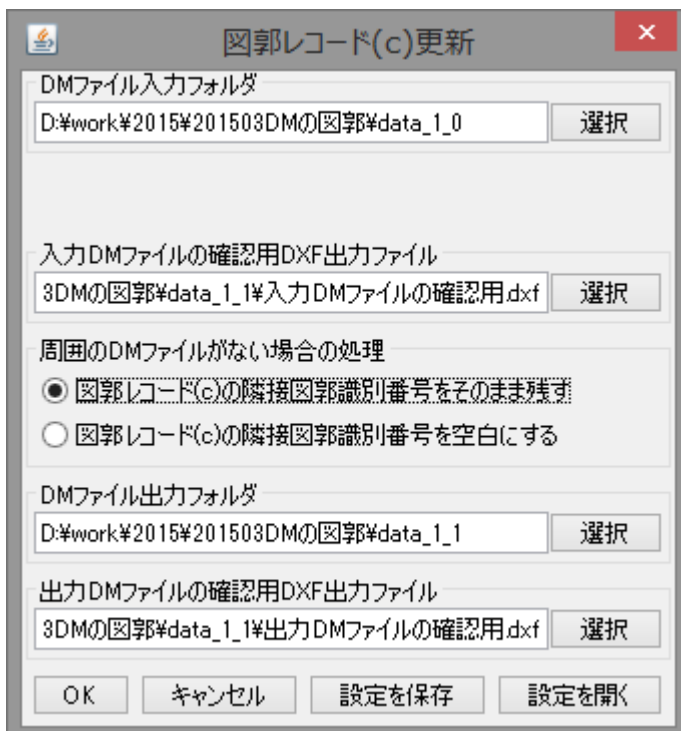 図郭レコード(c)更新
DMファイル入力フォルダ
D:¥work¥2015¥201503DMの図郭¥data_1_0
選択
入力DMファイルの確認用DXF出力ファイル
3DMの図郭¥data_1_1¥入力DMファイルの確認用.dxf
選択
周囲のDMファイルがない場合の処理
図郭レコード(c)の隣接図郭識別番号をそのまま残す
図郭レコード(c)の隣接図郭識別番号を空白にする
DMファイル出力フォルダ
D:¥work¥2015¥201503DMの図郭¥data_1_1
選択
出力DMファイルの確認用DXF出力ファイル
3DMの図郭¥data_1_1¥出力DMファイルの確認用.dxf
選択
OK キャンセル 設定を保存 設定を開く